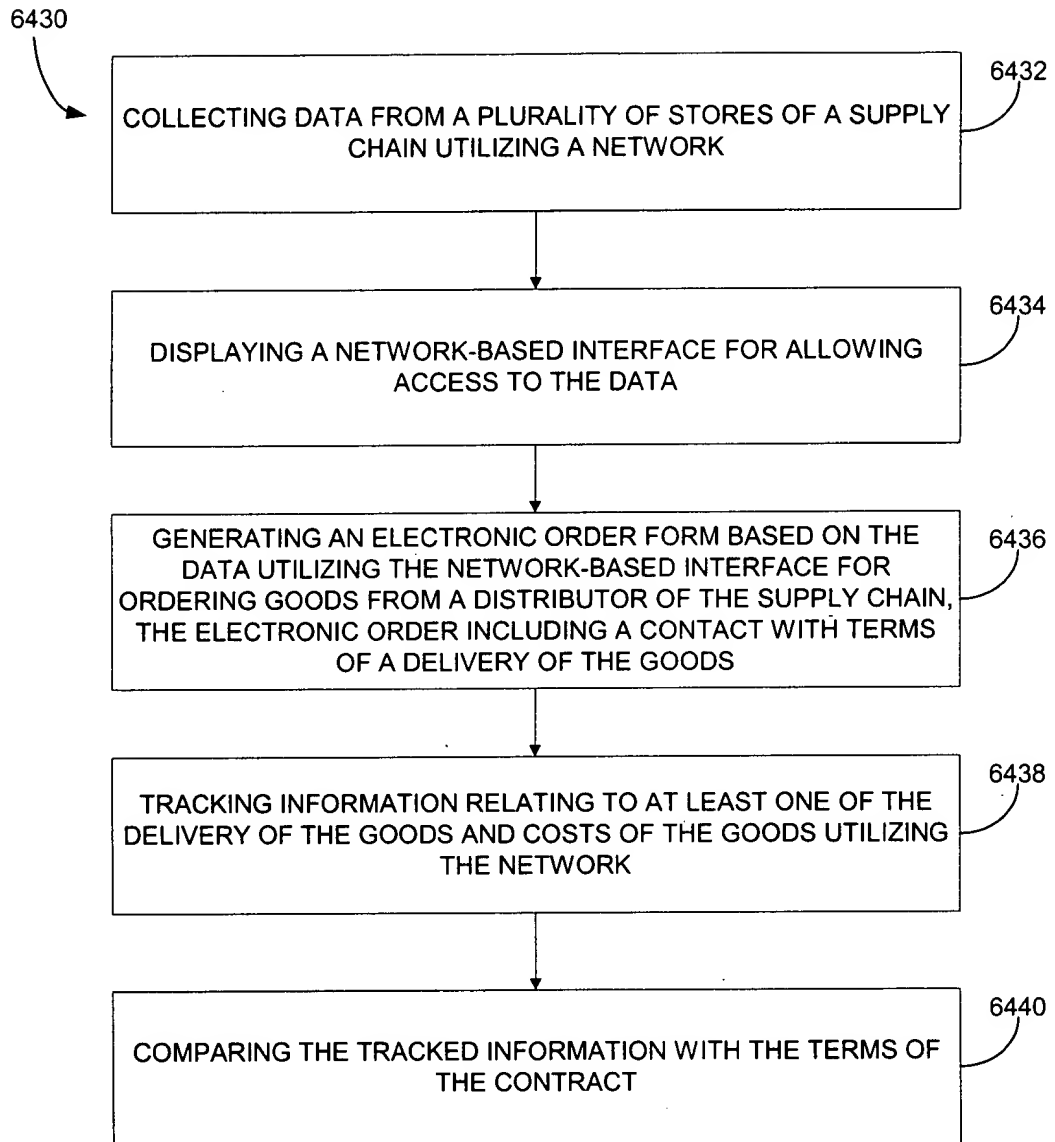 6430
6432
COLLECTING DATA FROM A PLURALITY OF STORES OF A SUPPLY
CHAIN UTILIZING A NETWORK
6434
DISPLAYING A NETWORK-BASED INTERFACE FOR ALLOWING
ACCESS TO THE DATA
6436
GENERATING AN ELECTRONIC ORDER FORM BASED ON THE
DATA UTILIZING THE NETWORK-BASED INTERFACE FOR
ORDERING GOODS FROM A DISTRIBUTOR OF THE SUPPLY CHAIN,
THE ELECTRONIC ORDER INCLUDING A CONTACT WITH TERMS
OF A DELIVERY OF THE GOODS
6438
TRACKING INFORMATION RELATING TO AT LEAST ONE OF THE
DELIVERY OF THE GOODS AND COSTS OF THE GOODS UTILIZING
THE NETWORK
6440
COMPARING THE TRACKED INFORMATION WITH THE TERMS OF
THE CONTRACT